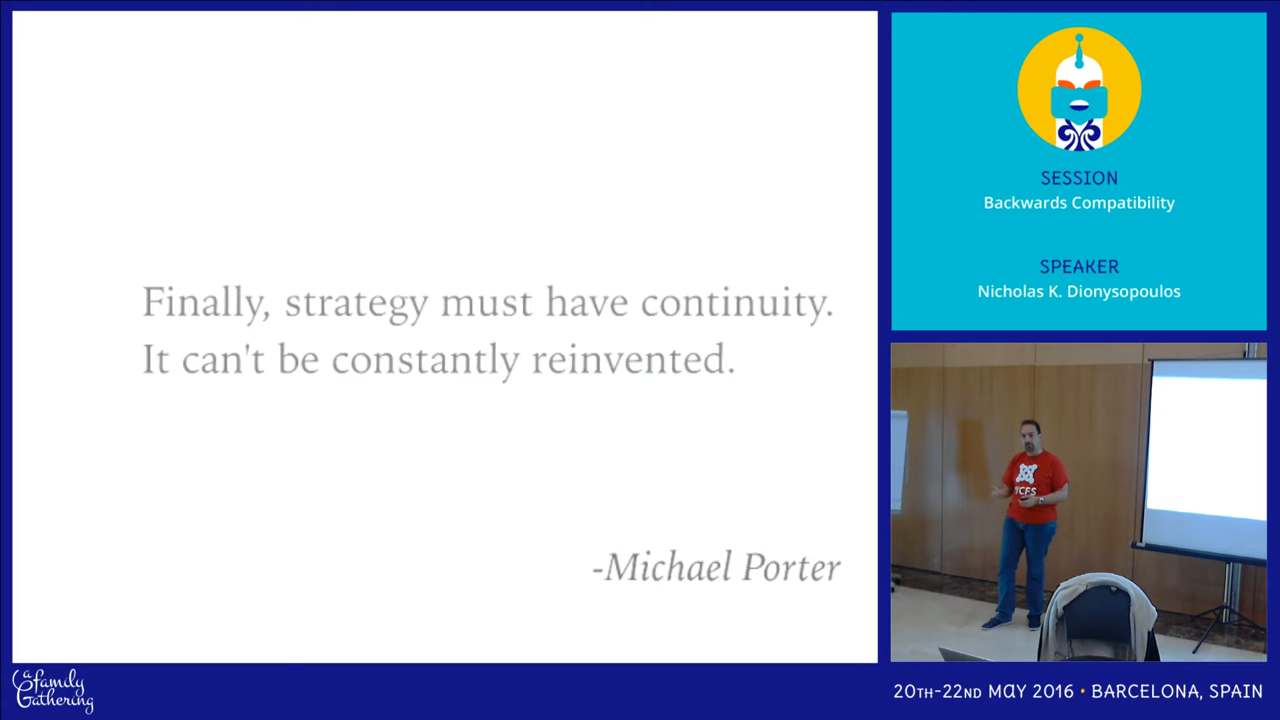 Finally, strategy must have continuity.
It can't be constantly reinvented.
-Michael Porter
SESSION
Backwards Compatibility
SPEAKER
Nicholas K. Dionysopoulos
a
family
Gathering
20TH-22ND MAY 2016 • BARCELONA, SPAIN